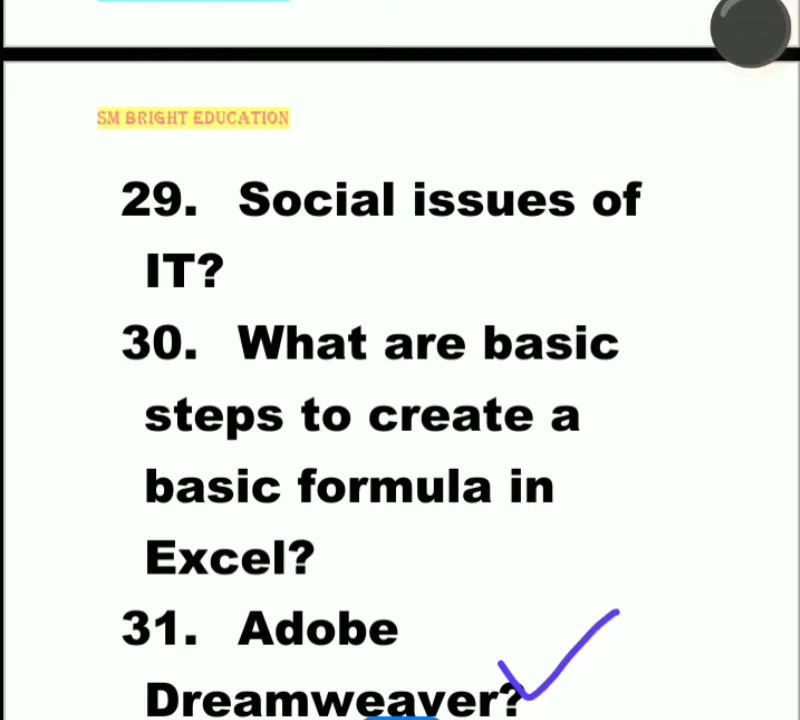 SM BRIGHT EDUCATION
29. Social issues of
IT?
30. What are basic
steps to create a
basic formula in
Excel?
31. Adobe
Dreamweaver?